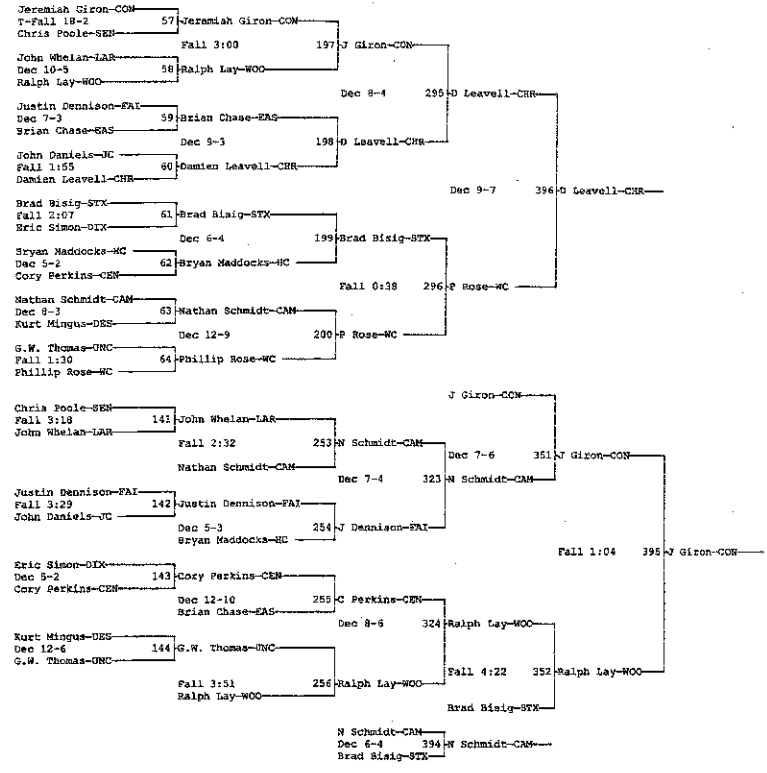 Jeremiah Giron-CON
T-Fall 18-2 57 Jeremiah Giron-CON
Chris Poole-SEN
Fall 3:00 197 J Giron-CON
John Whelan-LAR
Dec 10-5 58 Ralph Lay-WOO
Ralph Lay-WOO
Dec 8-4 295 D Leavell-CHR
Justin Dennison-FAI
Dec 7-3 59 Brian Chase-EAS
Brian Chase-EAS
Dec 9-3 198 D Leavell-CHR
John Daniels-JC
Fall 1:55 60 Damien Leavell-CHR
Damien Leavell-CHR
Dec 9-7 396 D Leavell-CHR
Brad Bisig-STX
Fall 2:07 61 Brad Bisig-STX
Eric Simon-DIX
Dec 6-4 199 Brad Bisig-STX
Bryan Maddocks-HC
Dec 5-2 62 Bryan Maddocks-HC
Cory Perkins-CEN
Fall 0:38 296 P Rose-WC
Nathan Schmidt-CAM
Dec 8-3 63 Nathan Schmidt-CAM
Kurt Mingus-DES
Dec 12-9 200 P Rose-WC
G.W. Thomas-UNC
Fall 1:30 64 Phillip Rose-WC
Phillip Rose-WC
J Giron-CON
Chris Poole-SEN
Fall 3:18 141 John Whelan-LAR
John Whelan-LAR
Fall 2:32 253 N Schmidt-CAM
Dec 7-6 351 J Giron-CON
Nathan Schmidt-CAM
Dec 7-4 323 N Schmidt-CAM
Justin Dennison-FAI
Fall 3:29 142 Justin Dennison-FAI
John Daniels-JC
Dec 5-3 254 J Dennison-FAI
Bryan Maddocks-HC
Fall 1:04 395 J Giron-CON
Eric Simon-DIX
Dec 5-2 143 Cory Perkins-CEN
Cory Perkins-CEN
Dec 12-10 255 C Perkins-CEN
Brian Chase-EAS
Dec 8-6 324 Ralph Lay-WOO
Kurt Mingus-DES
Dec 12-6 144 G.W. Thomas-UNC
G.W. Thomas-UNC
Fall 4:22 352 Ralph Lay-WOO
Fall 3:51 256 Ralph Lay-WOO
Ralph Lay-WOO
Brad Bisig-STX
N Schmidt-CAM
Dec 6-4 394 N Schmidt-CAM
Brad Bisig-STX